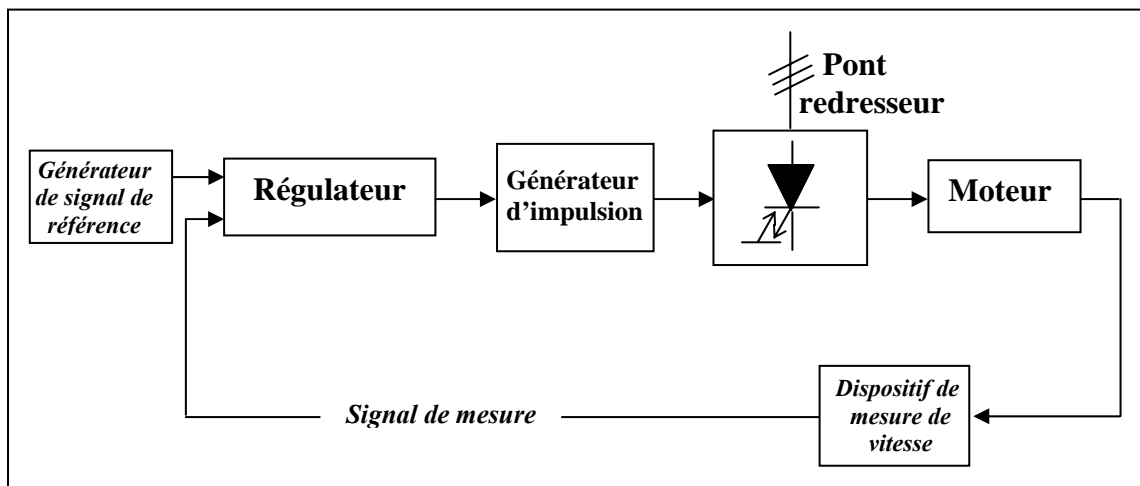 Pont
redresseur
Générateur
de signal de
référence
Régulateur
Générateur
d’impulsion
Moteur
Signal de mesure
Dispositif de
mesure de
vitesse